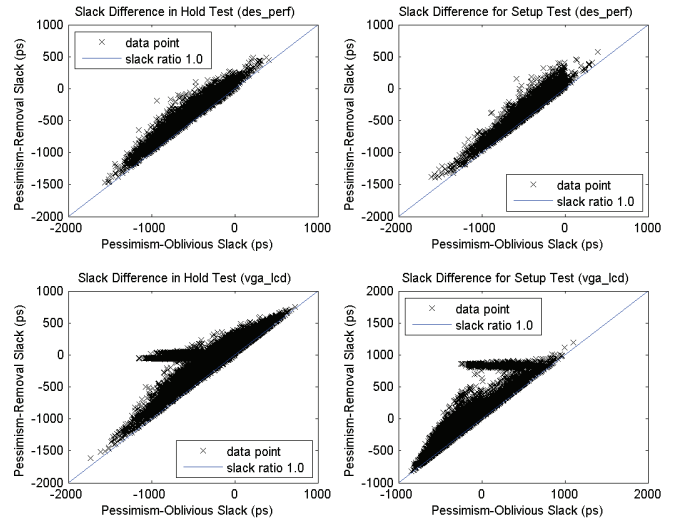 Slack Difference in Hold Test (des_perf)
1000
500
0
-500
-1000
-1500
-2000
-2000
-1000
0
1000
Pessimism-Removal Slack (ps)
Pessimism-Oblivious Slack (ps)
data point
slack ratio 1.0
Slack Difference for Setup Test (des_perf)
1000
500
0
-500
-1000
-1500
-2000
-2000
-1000
0
1000
Pessimism-Removal Slack (ps)
Pessimism-Oblivious Slack (ps)
data point
slack ratio 1.0
Slack Difference in Hold Test (vga_lcd)
1000
500
0
-500
-1000
-1500
-2000
-2000
-1000
0
1000
Pessimism-Removal Slack (ps)
Pessimism-Oblivious Slack (ps)
data point
slack ratio 1.0
Slack Difference for Setup Test (vga_lcd)
2000
1500
1000
500
0
-500
-1000
-1000
0
1000
2000
Pessimism-Removal Slack (ps)
Pessimism-Oblivious Slack (ps)
data point
slack ratio 1.0